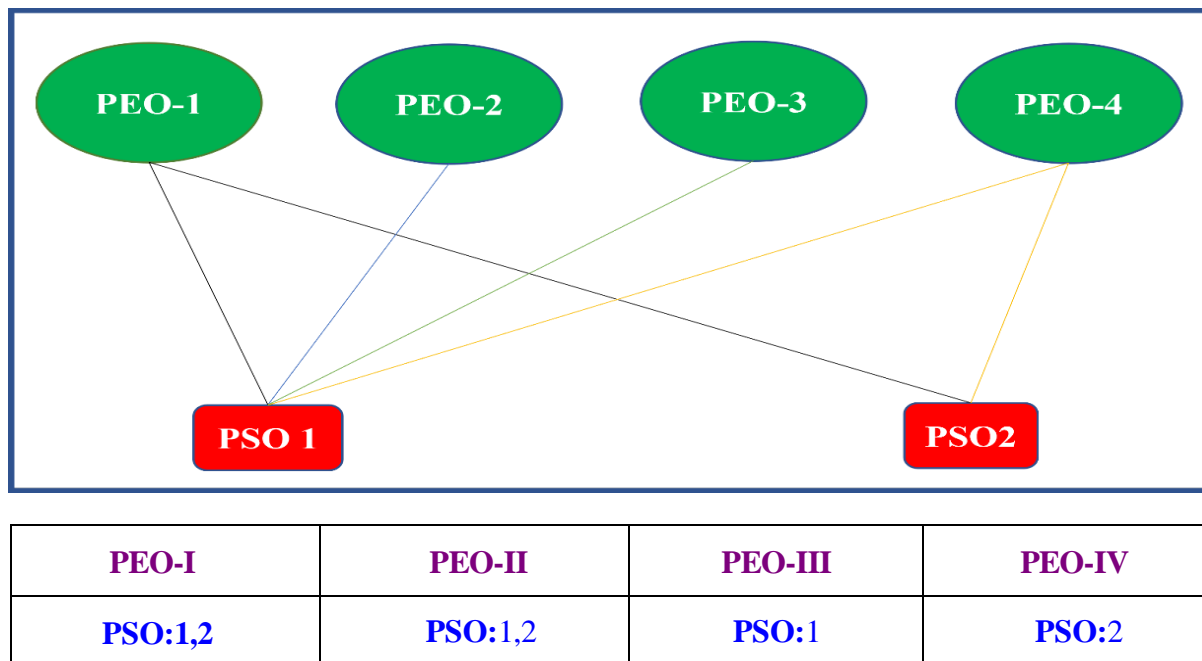 PEO-1 PEO-2 PEO-3 PEO-4
PSO 1 PSO2
PEO-I PEO-II PEO-III PEO-IV
PSO:1,2 PSO:1,2 PSO:1 PSO:2